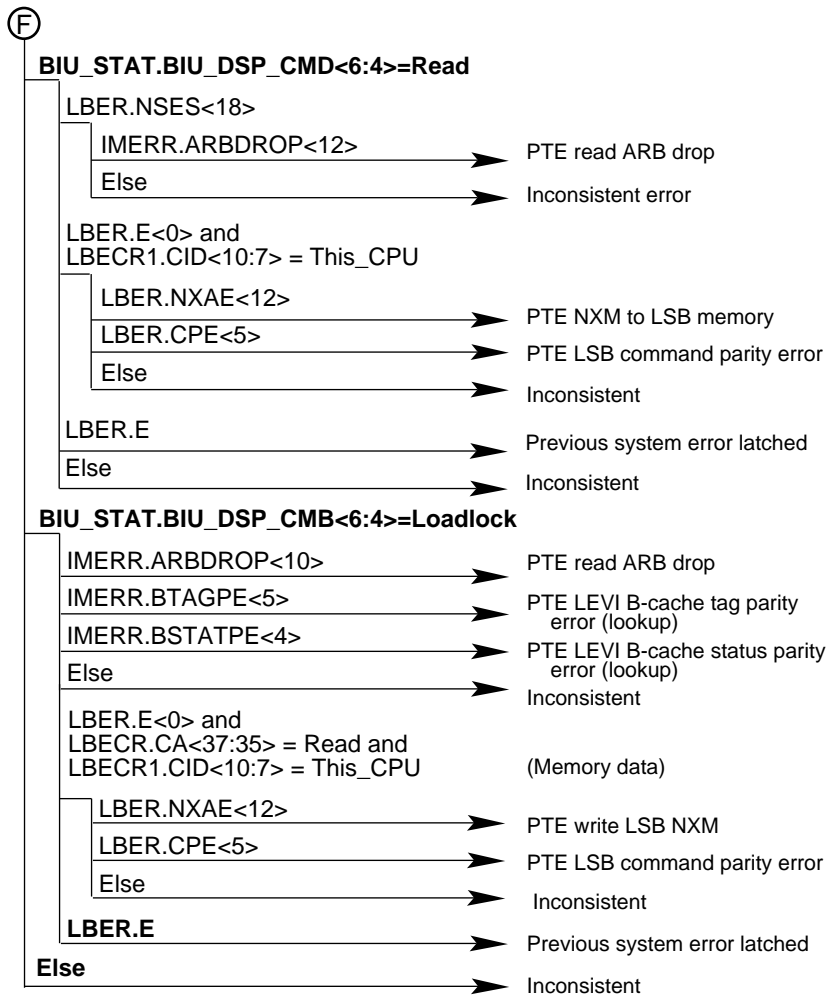 F
BIU_STAT.BIU_DSP_CMD<6:4>=Read
LBER.NSES<18>
IMERR.ARBDROP<12>
PTE read ARB drop
Else
Inconsistent error
LBER.E<0> and
LBECR1.CID<10:7> = This_CPU
LBER.NXAE<12>
PTE NXM to LSB memory
LBER.CPE<5>
PTE LSB command parity error
Else
Inconsistent
LBER.E
Previous system error latched
Else
Inconsistent
BIU_STAT.BIU_DSP_CMB<6:4>=Loadlock
IMERR.ARBDROP<10>
PTE read ARB drop
IMERR.BTAGPE<5>
PTE LEVI B-cache tag parity
error (lookup)
IMERR.BSTATPE<4>
PTE LEVI B-cache status parity
error (lookup)
Else
Inconsistent
LBER.E<0> and
LBECR.CA<37:35> = Read and
LBECR1.CID<10:7> = This_CPU
(Memory data)
LBER.NXAE<12>
PTE write LSB NXM
LBER.CPE<5>
PTE LSB command parity error
Else
Inconsistent
LBER.E
Previous system error latched
Else
Inconsistent